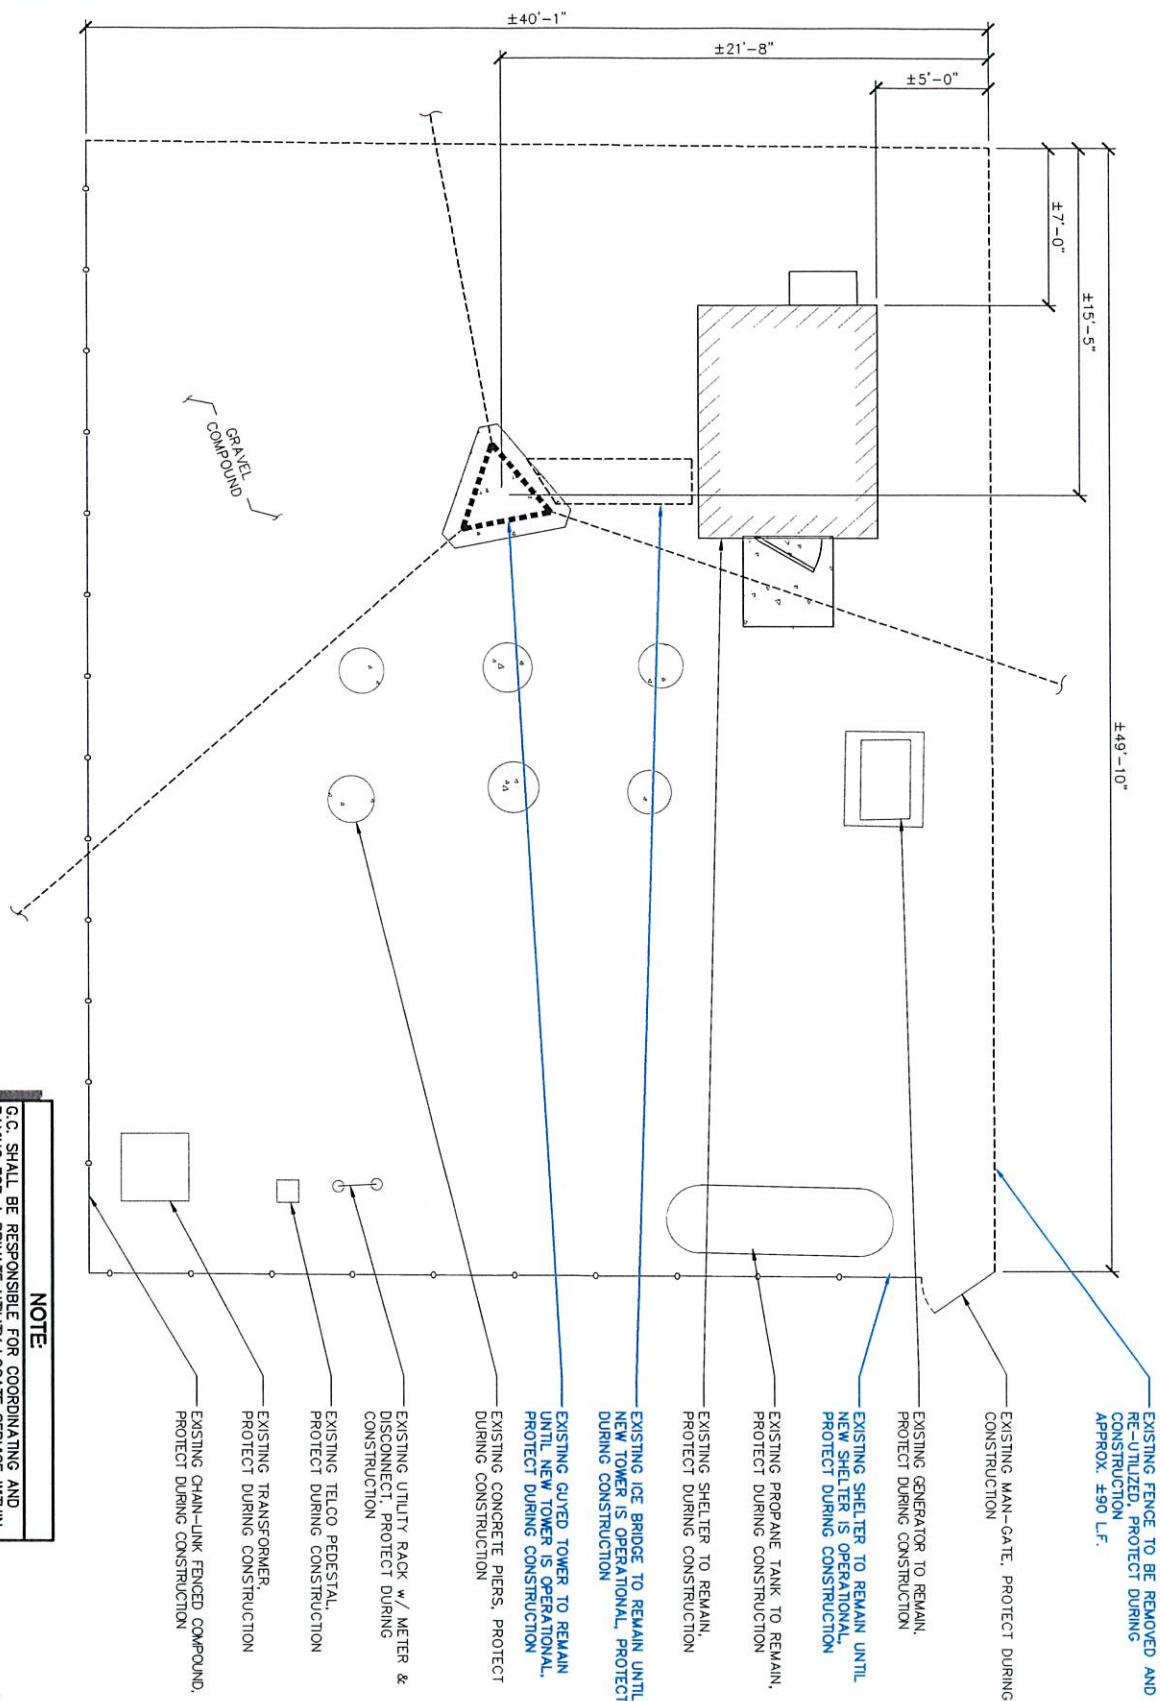 ±40'-1"
±21'-8"
±5'-0"
±7'-0"
±15'-5"
±49'-10"
GRAVEL
COMPOUND
EXISTING FENCE TO BE REMOVED AND
RE-UTILIZED, PROTECT DURING
CONSTRUCTION
APPROX. ±90 L.F.
EXISTING MAN-GATE, PROTECT DURING
CONSTRUCTION
EXISTING GENERATOR TO REMAIN,
PROTECT DURING CONSTRUCTION
EXISTING SHELTER TO REMAIN UNTIL
NEW SHELTER IS OPERATIONAL,
PROTECT DURING CONSTRUCTION
EXISTING PROPANE TANK TO REMAIN,
PROTECT DURING CONSTRUCTION
EXISTING SHELTER TO REMAIN,
PROTECT DURING CONSTRUCTION
EXISTING ICE BRIDGE TO REMAIN UNTIL
NEW TOWER IS OPERATIONAL, PROTECT
DURING CONSTRUCTION
EXISTING GUYED TOWER TO REMAIN
UNTIL NEW TOWER IS OPERATIONAL,
PROTECT DURING CONSTRUCTION
EXISTING CONCRETE PIERS, PROTECT
DURING CONSTRUCTION
EXISTING UTILITY RACK w/ METER &
DISCONNECT, PROTECT DURING
CONSTRUCTION
EXISTING TELCO PEDESTAL,
PROTECT DURING CONSTRUCTION
EXISTING TRANSFORMER,
PROTECT DURING CONSTRUCTION
EXISTING CHAIN-LINK FENCED COMPOUND,
PROTECT DURING CONSTRUCTION
NOTE:
G.C. SHALL BE RESPONSIBLE FOR COORDINATING AND